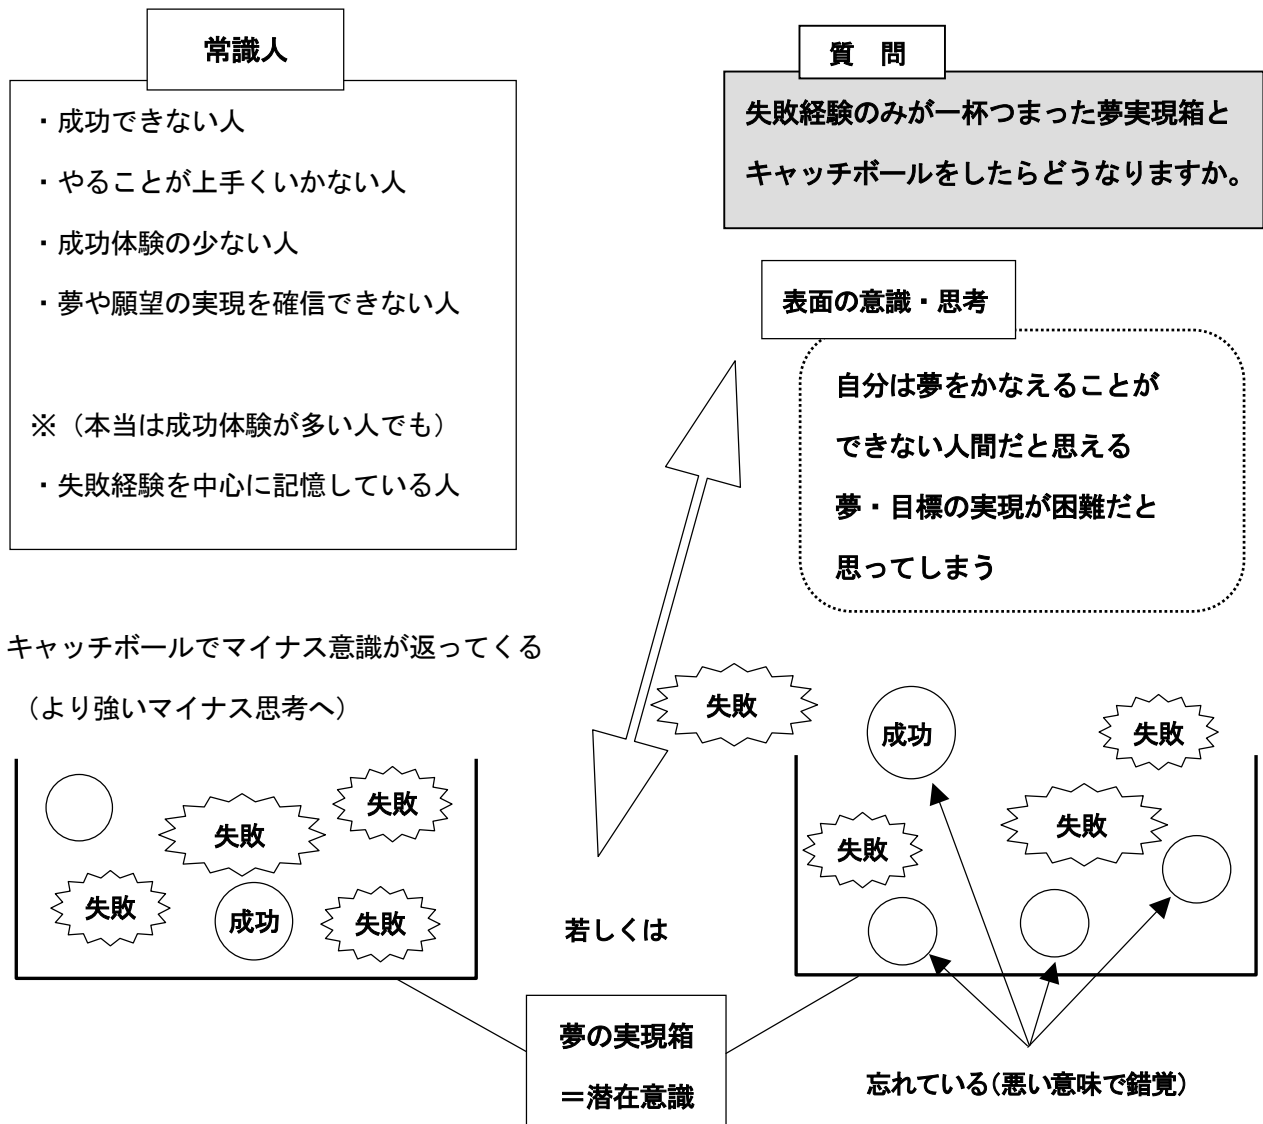 常識人
・成功できない人
・やることが上手くいかない人
・成功体験の少ない人
・夢や願望の実現を確信できない人
※（本当は成功体験が多い人でも）
・失敗経験を中心に記憶している人
質　問
失敗経験のみが一杯つまった夢実現箱と
キャッチボールをしたらどうなりますか。
表面の意識・思考
自分は夢をかなえることが
できない人間だと思える
夢・目標の実現が困難だと
思ってしまう
キャッチボールでマイナス意識が返ってくる
（より強いマイナス思考へ）
失敗
失敗
失敗
成功
失敗
若しくは
失敗
成功
失敗
失敗
失敗
夢の実現箱
＝潜在意識
忘れている（悪い意味で錯覚）